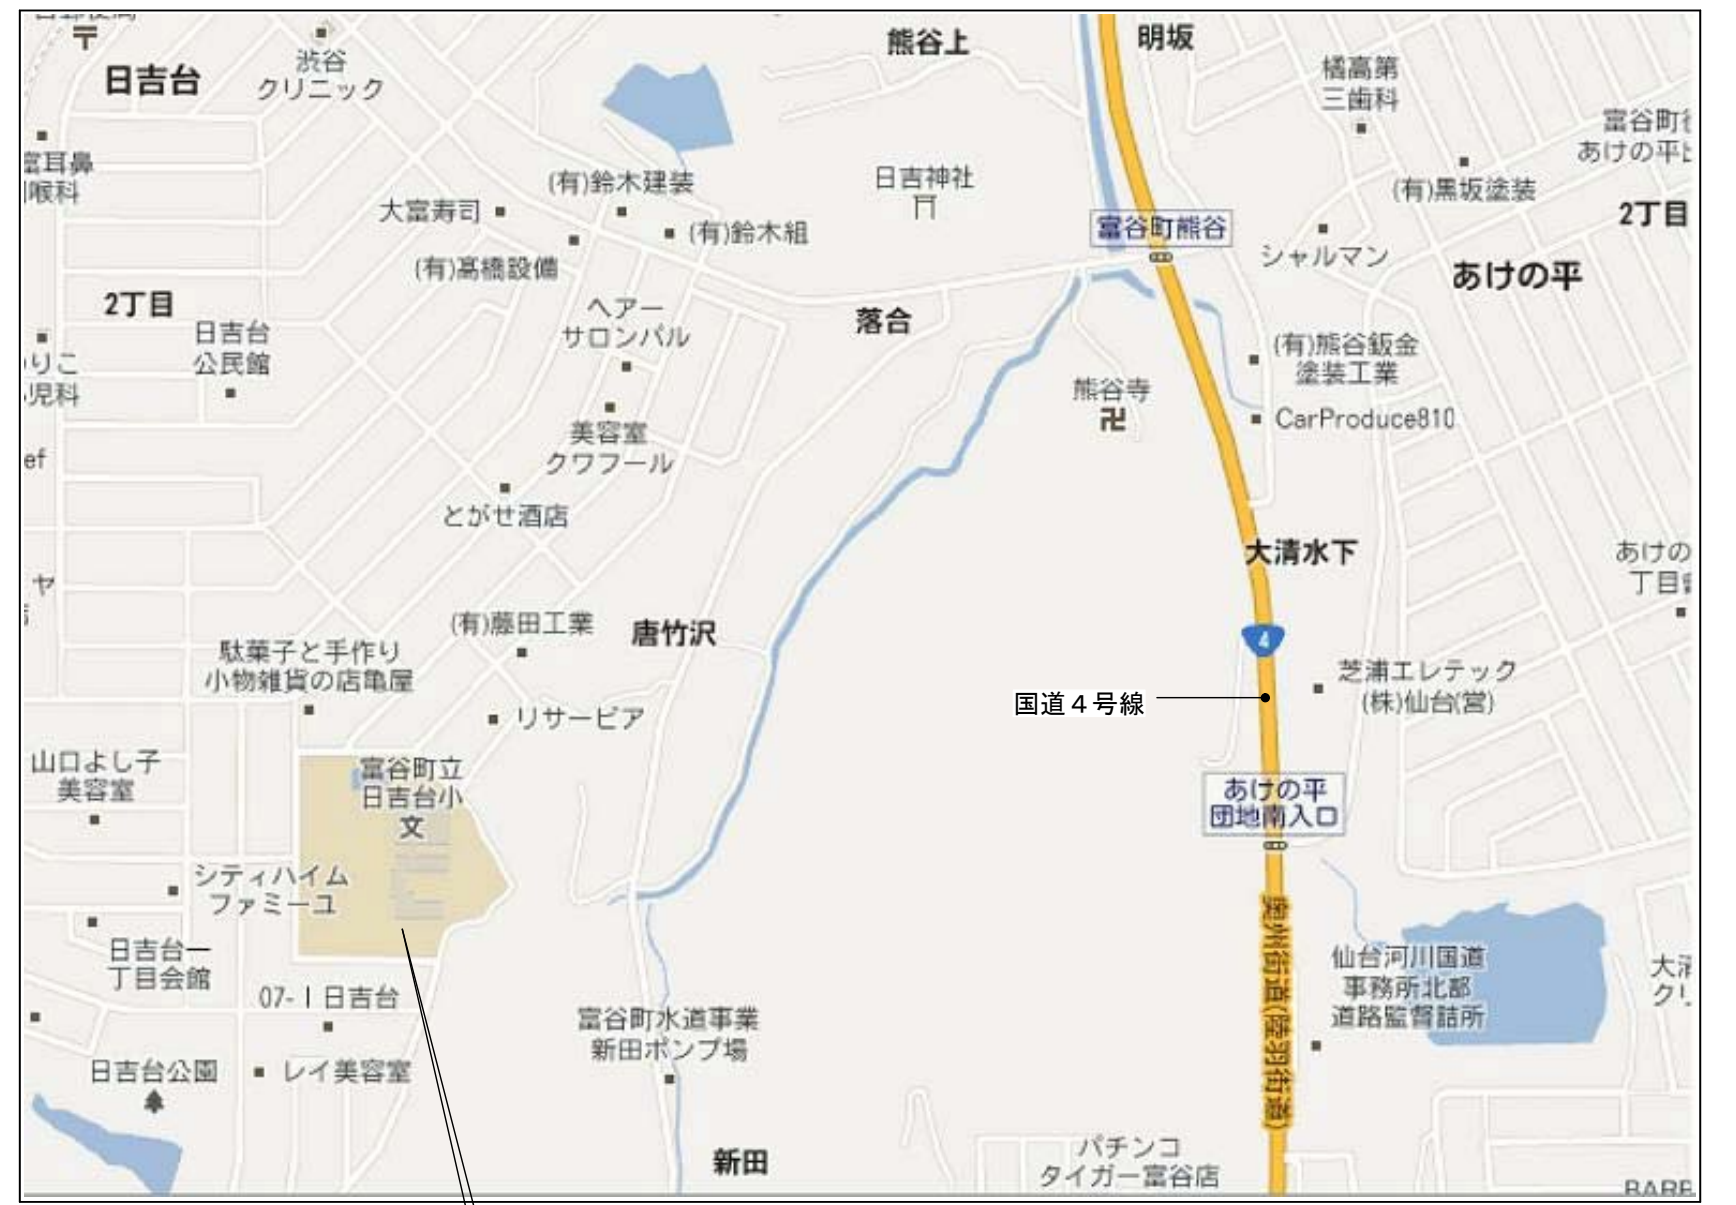 熊谷上
明坂
渋谷
クリニック
日吉台
橘高第
三歯科
富谷町
あけの平
耳鼻
咽喉科
(有)鈴木建装
日吉神社
(有)黒坂塗装
大富寿司
2丁目
(有)鈴木組
富谷町熊谷
シャルマン
(有)髙橋設備
あけの平
2丁目
ヘアー
サロンパル
落合
日吉台
公民館
(有)熊谷鈑金
塗装工業
りこ
児科
熊谷寺
卍
CarProduce810
美容室
クワフール
ef
とがせ酒店
大清水下
あけの
丁目
ヤ
(有)藤田工業
唐竹沢
4
駄菓子と手作り
小物雑貨の店亀屋
芝浦エレテック
(株)仙台(営)
国道４号線
リサービア
山口よし子
美容室
富谷町立
日吉台小
文
あけの平
団地南入口
シティハイム
ファミーユ
奥州街道(陸羽街道)
日吉台一
丁目会館
仙台河川国道
事務所北部
道路監督詰所
大清
クリ
07-1日吉台
富谷町水道事業
新田ポンプ場
日吉台公園
レイ美容室
新田
パチンコ
タイガー富谷店
BARB